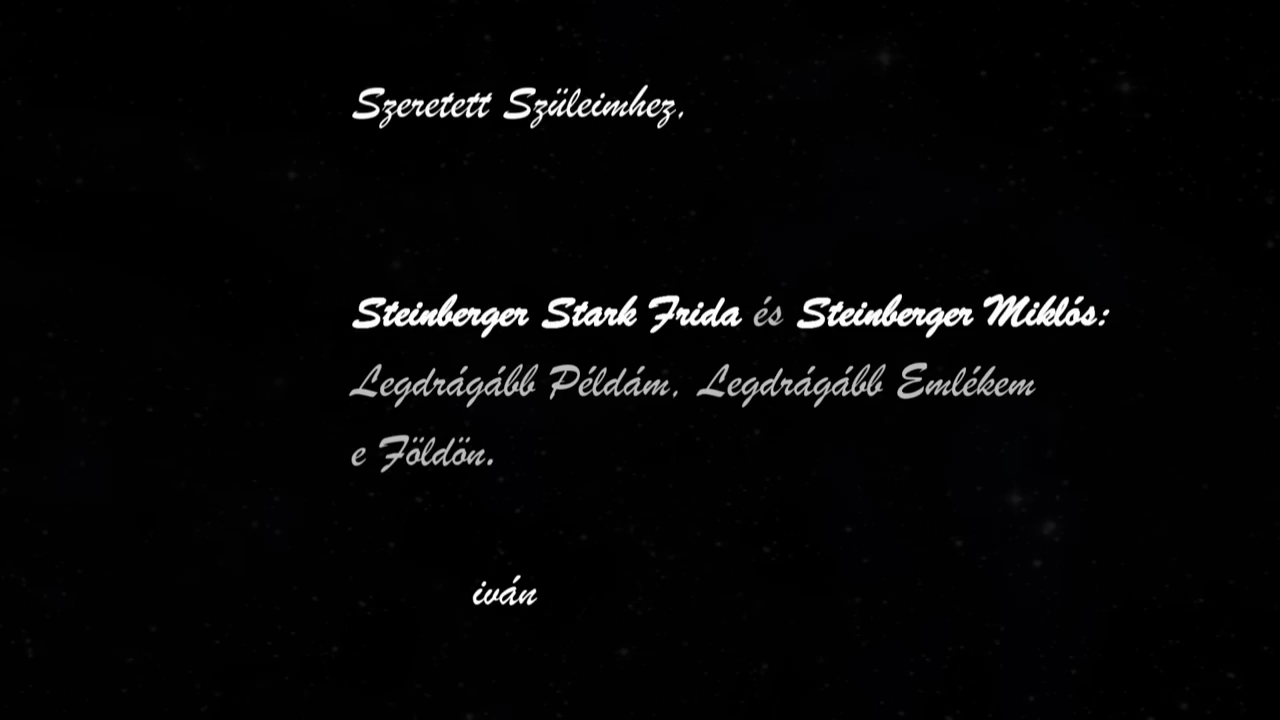 Szeretett Szüleimhez,
Steinberger Stark Frida és Steinberger Miklós:
Legdrágább Példám, Legdrágább Emlékem
e Földön.
iván